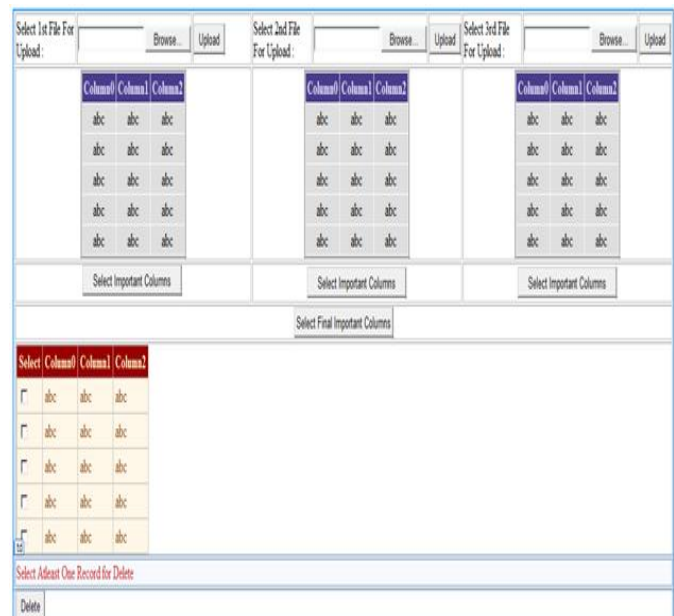 Select 1st File For Upload : Browse... Upload Select 2nd File For Upload : Browse... Upload Select 3rd File For Upload : Browse... Upload
Column0 Column1 Column2 Column0 Column1 Column2 Column0 Column1 Column2
abc abc abc abc abc abc abc abc abc
abc abc abc abc abc abc abc abc abc
abc abc abc abc abc abc abc abc abc
abc abc abc abc abc abc abc abc abc
abc abc abc abc abc abc abc abc abc
Select Important Columns Select Important Columns Select Important Columns
Select Final Important Columns
Select Column0 Column1 Column2
abc abc abc
abc abc abc
abc abc abc
abc abc abc
abc abc abc
Select Atleast One Record for Delete
Delete